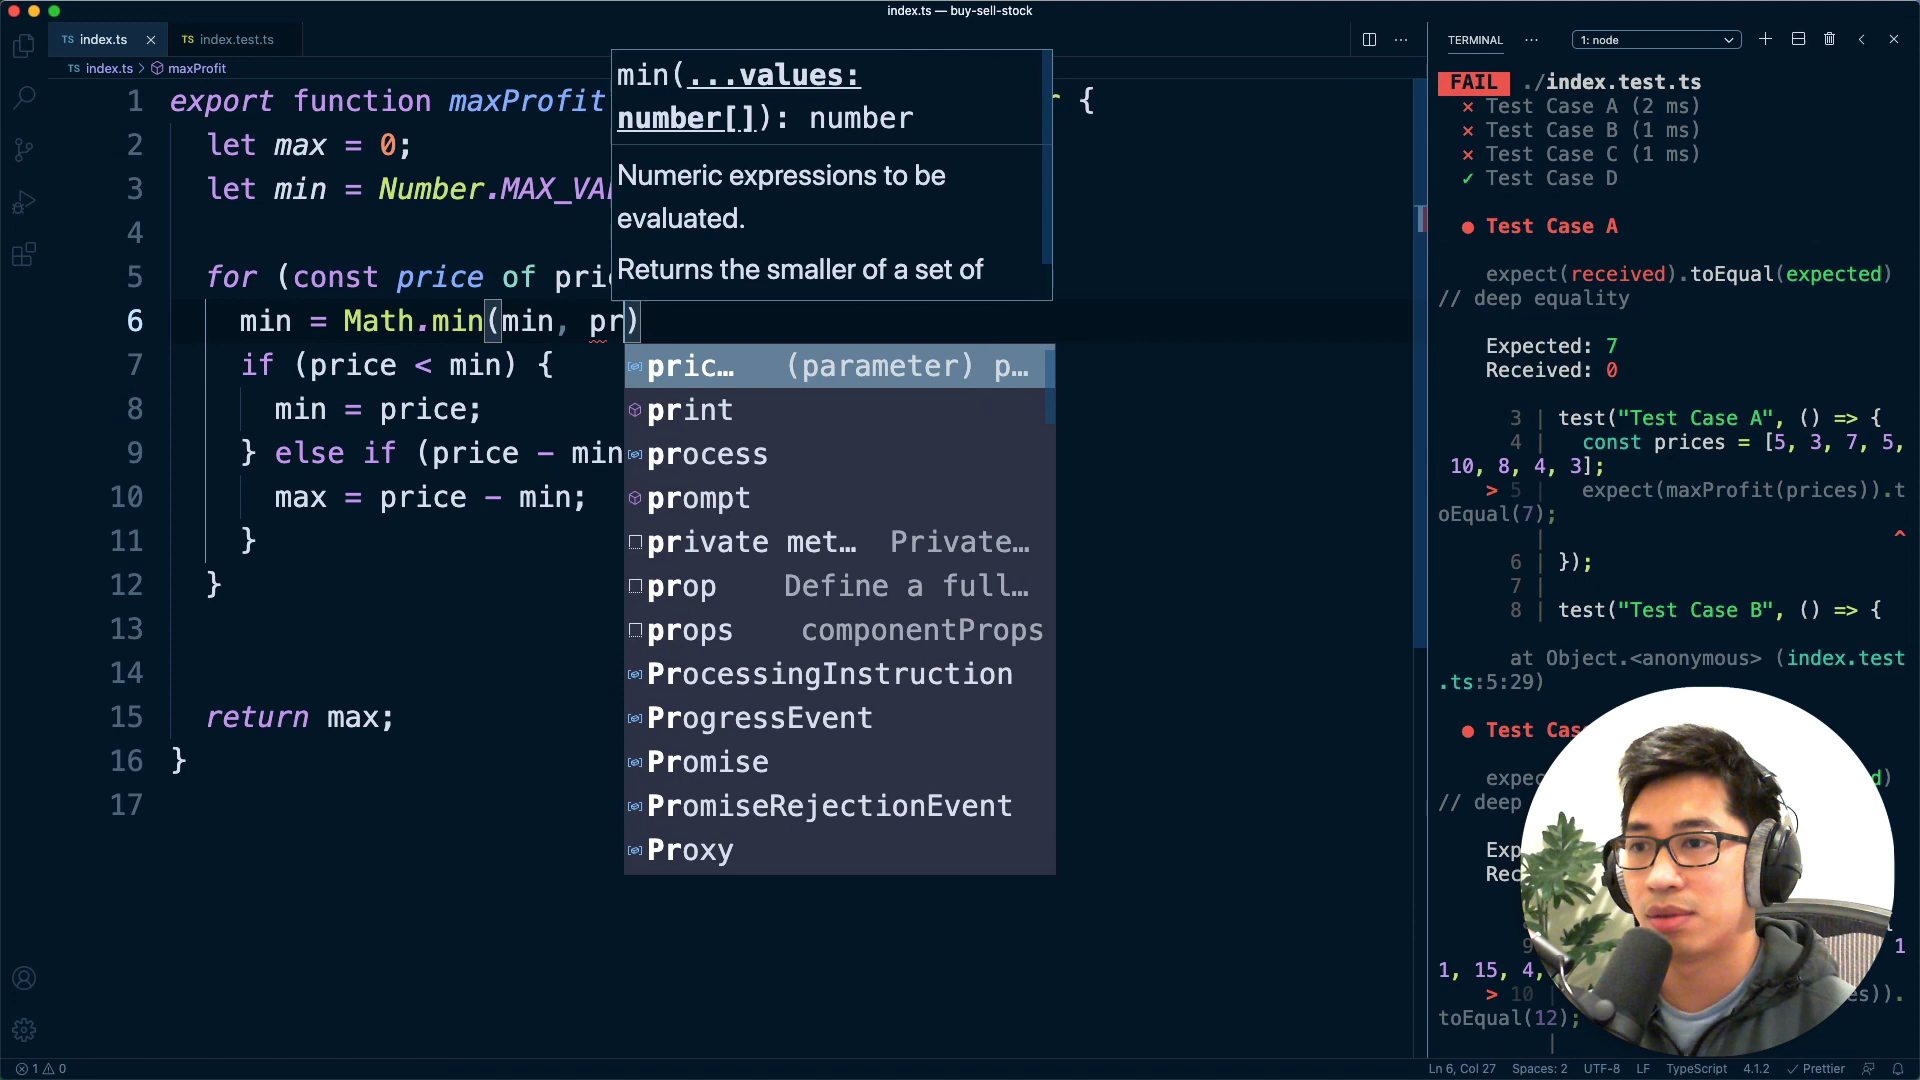 index.ts — buy-sell-stock
TS index.ts
TS index.test.ts
TS index.ts > maxProfit
1 export function maxProfit {
2 let max = 0;
3 let min = Number.MAX_VAL
4
5 for (const price of pri
6 min = Math.min(min, pr)
7 if (price < min) {
8 min = price;
9 } else if (price - min
10 max = price - min;
11 }
12 }
13
14
15 return max;
16 }
17
min(...values:
number[]): number
Numeric expressions to be
evaluated.
Returns the smaller of a set of
pric… (parameter) p…
print
process
prompt
private met… Private…
prop Define a full…
props componentProps
ProcessingInstruction
ProgressEvent
Promise
PromiseRejectionEvent
Proxy
TERMINAL ··· 1: node
FAIL ./index.test.ts
✕ Test Case A (2 ms)
✕ Test Case B (1 ms)
✕ Test Case C (1 ms)
✓ Test Case D
● Test Case A
expect(received).toEqual(expected)
// deep equality
Expected: 7
Received: 0
3 | test("Test Case A", () => {
4 | const prices = [5, 3, 7, 5,
10, 8, 4, 3];
> 5 | expect(maxProfit(prices)).t
oEqual(7);
| ^
6 | });
7 |
8 | test("Test Case B", () => {
at Object.<anonymous> (index.test
.ts:5:29)
● Test
// deep
1
1, 15, 4,
> 10 | es)).
toEqual(12);
|
1 0
Ln 6, Col 27 Spaces: 2 UTF-8 LF TypeScript 4.1.2 ✓ Prettier